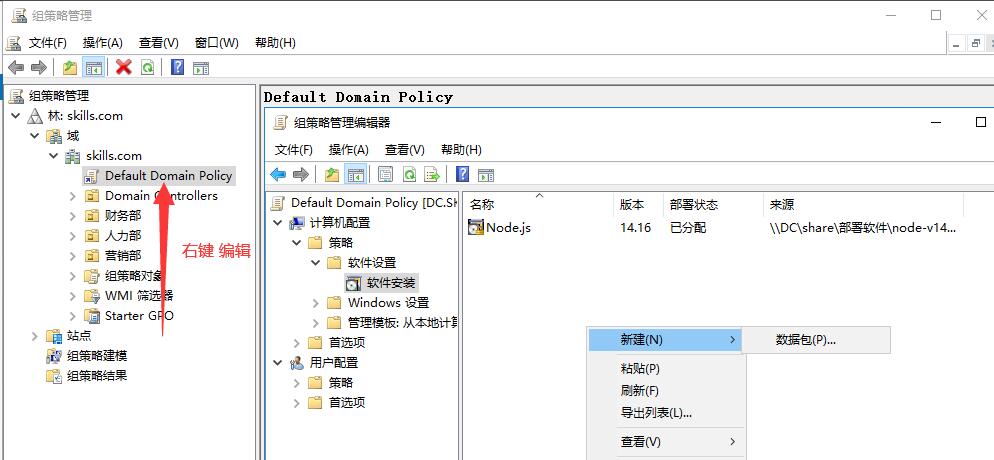 组策略管理
文件(F) 操作(A) 查看(V) 窗口(W) 帮助(H)
组策略管理
林: skills.com
域
skills.com
Default Domain Policy
Domain Controllers
财务部
人力部
营销部
组策略对象
WMI 筛选器
Starter GPO
站点
组策略建模
组策略结果
右键 编辑
Default Domain Policy
组策略管理编辑器
文件(F) 操作(A) 查看(V) 帮助(H)
Default Domain Policy [DC.SK
计算机配置
策略
软件设置
软件安装
Windows 设置
管理模板: 从本地计算
首选项
用户配置
策略
首选项
名称 版本 部署状态 来源
Node.js 14.16 已分配 \\DC\share\部署软件\node-v14...
新建(N) 数据包(P)...
粘贴(P)
刷新(F)
导出列表(L)...
查看(V)